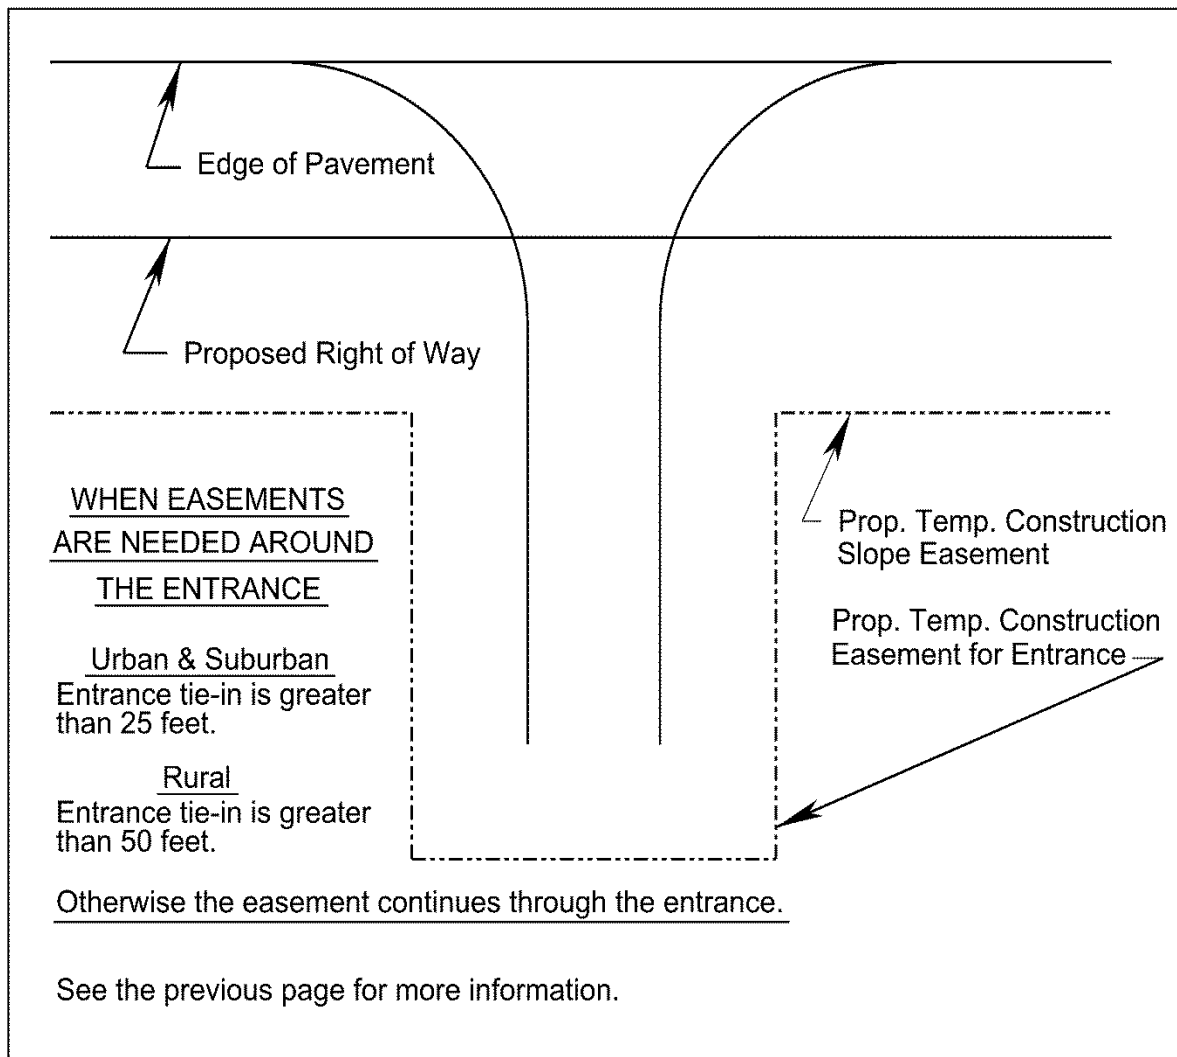 Edge of Pavement
Proposed Right of Way
WHEN EASEMENTS
ARE NEEDED AROUND
THE ENTRANCE
Urban & Suburban
Entrance tie-in is greater
than 25 feet.
Rural
Entrance tie-in is greater
than 50 feet.
Prop. Temp. Construction
Slope Easement
Prop. Temp. Construction
Easement for Entrance
Otherwise the easement continues through the entrance.
See the previous page for more information.